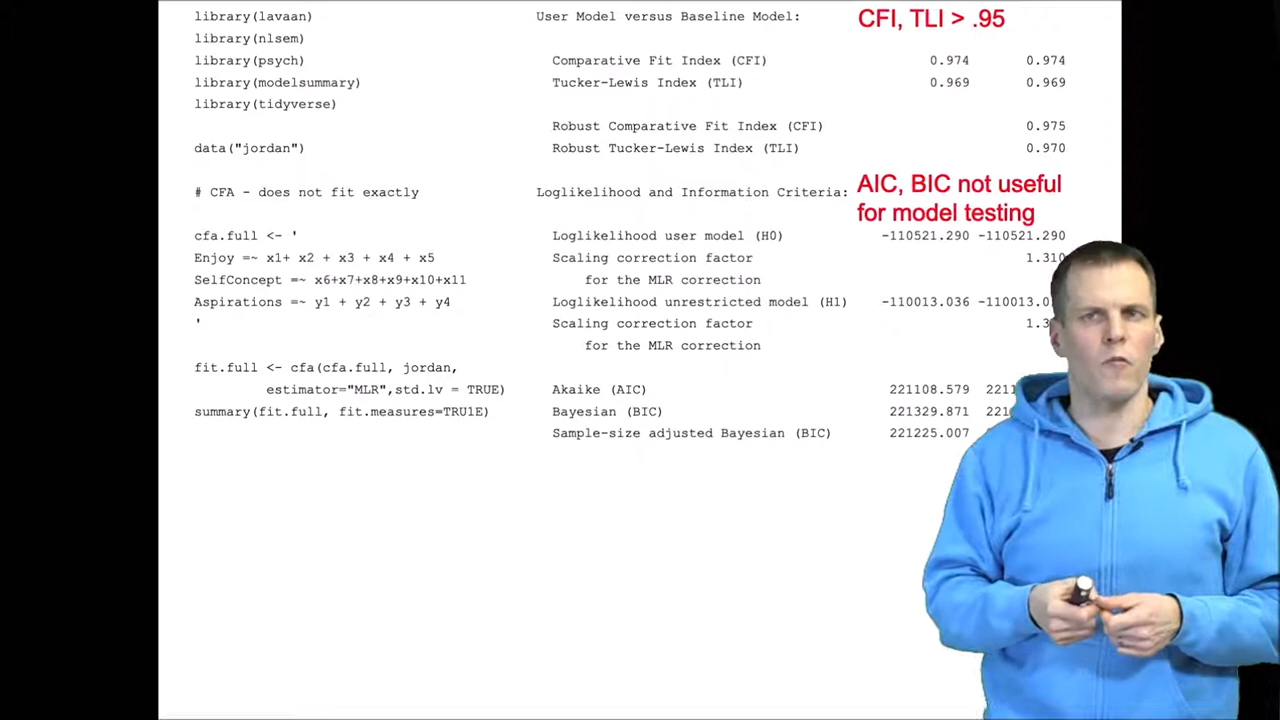 library(lavaan)
library(nlsem)
library(psych)
library(modelsummary)
library(tidyverse)
data("jordan")
# CFA - does not fit exactly
cfa.full <- '
Enjoy =~ x1+ x2 + x3 + x4 + x5
SelfConcept =~ x6+x7+x8+x9+x10+x11
Aspirations =~ y1 + y2 + y3 + y4
'
fit.full <- cfa(cfa.full, jordan,
estimator="MLR",std.lv = TRUE)
summary(fit.full, fit.measures=TRU1E)
User Model versus Baseline Model:
CFI, TLI > .95
Comparative Fit Index (CFI) 0.974 0.974
Tucker-Lewis Index (TLI) 0.969 0.969
Robust Comparative Fit Index (CFI) 0.975
Robust Tucker-Lewis Index (TLI) 0.970
Loglikelihood and Information Criteria:
AIC, BIC not useful
for model testing
Loglikelihood user model (H0) -110521.290 -110521.290
Scaling correction factor 1.310
for the MLR correction
Loglikelihood unrestricted model (H1) -110013.036
Scaling correction factor
for the MLR correction
Akaike (AIC) 221108.579
Bayesian (BIC) 221329.871
Sample-size adjusted Bayesian (BIC) 221225.007